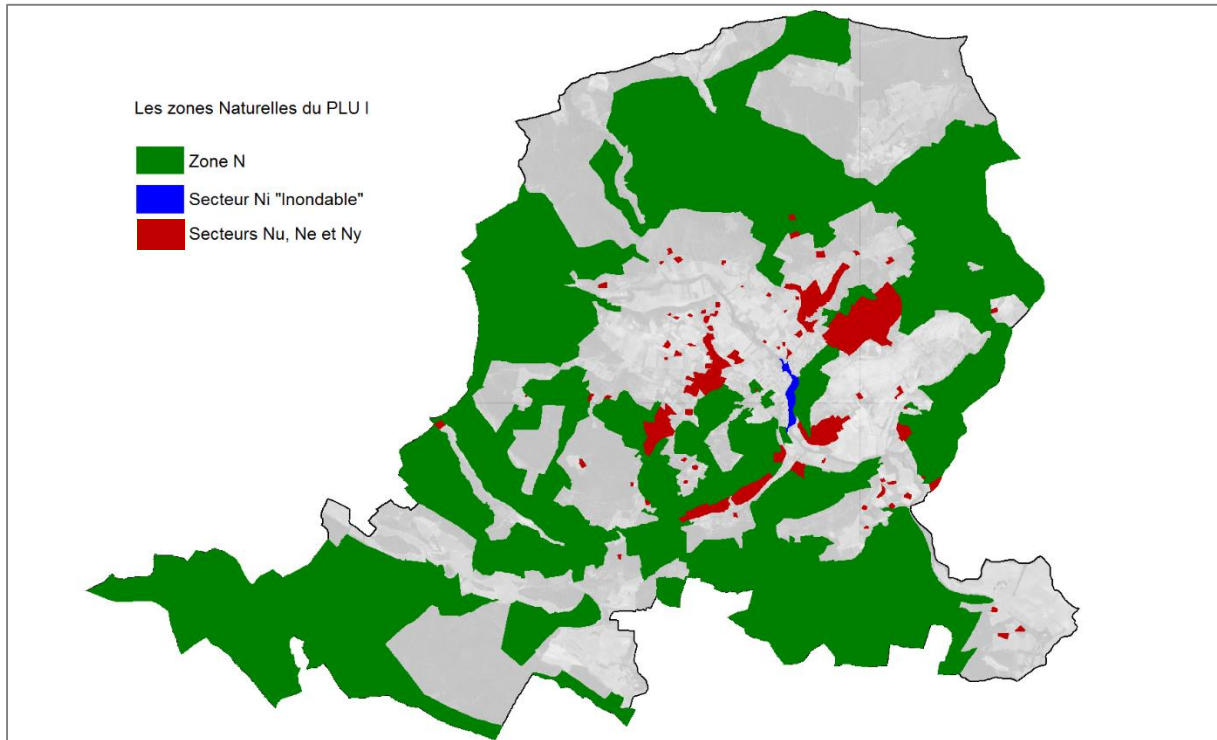 Les zones Naturelles du PLU I
Zone N
Secteur Ni "Inondable"
Secteurs Nu, Ne et Ny